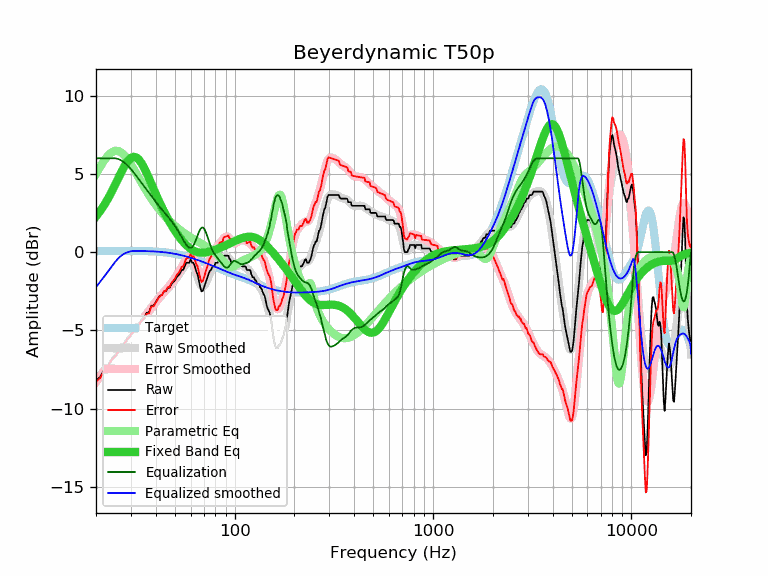 Beyerdynamic T50p
Amplitude (dBr)
10
5
0
−5
−10
−15
Target
Raw Smoothed
Error Smoothed
Raw
Error
Parametric Eq
Fixed Band Eq
Equalization
Equalized smoothed
100 1000 10000
Frequency (Hz)